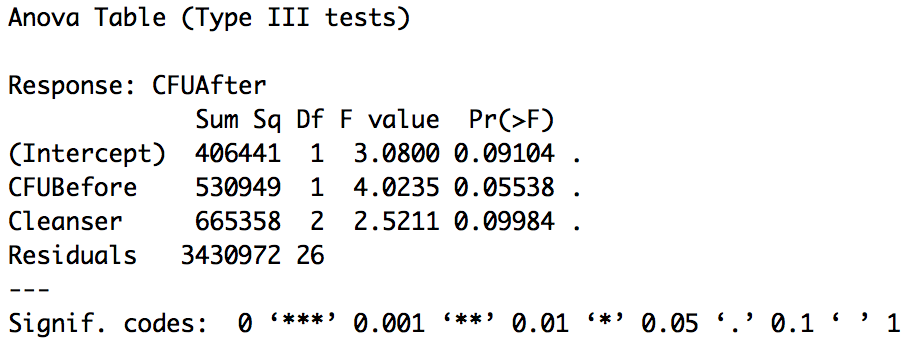 Anova Table (Type III tests)
Response: CFUAfter
Sum Sq Df F value Pr(>F)
(Intercept) 406441 1 3.0800 0.09104 .
CFUBefore 530949 1 4.0235 0.05538 .
Cleanser 665358 2 2.5211 0.09984 .
Residuals 3430972 26
---
Signif. codes: 0 ‘***’ 0.001 ‘**’ 0.01 ‘*’ 0.05 ‘.’ 0.1 ‘ ’ 1